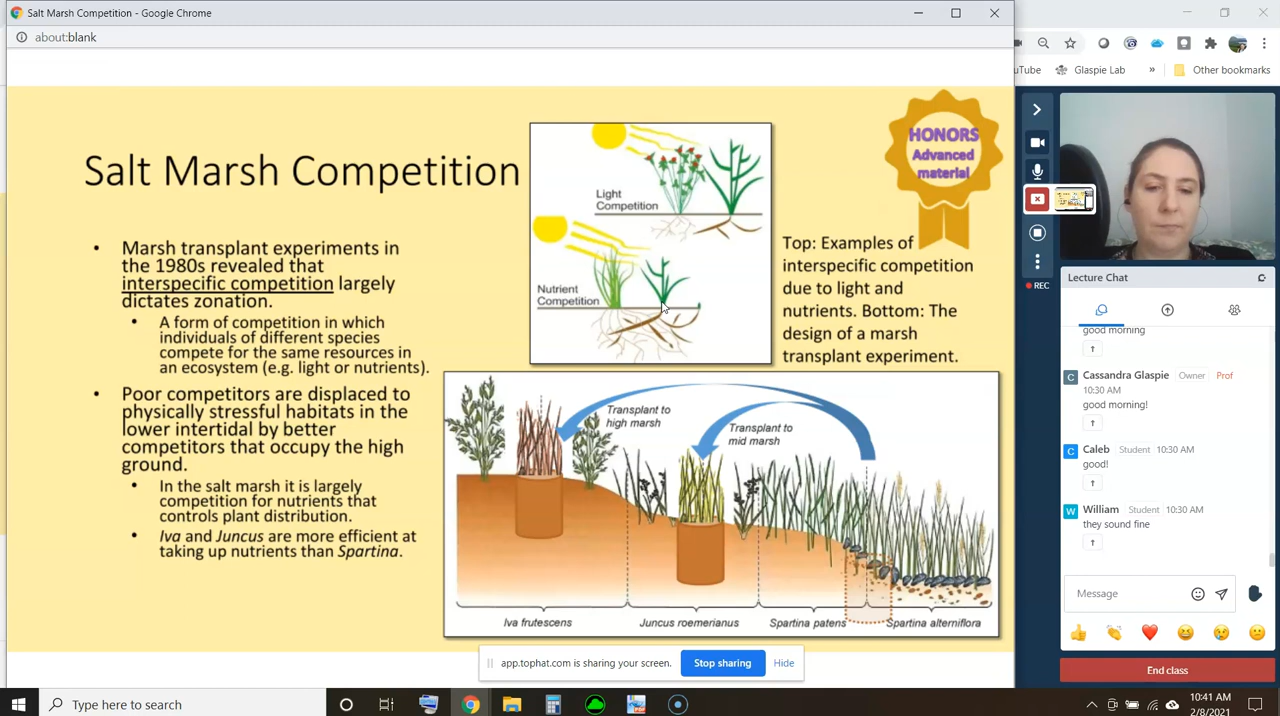 Salt Marsh Competition - Google Chrome
about:blank
uTube
Glaspie Lab
»
Other bookmarks
Salt Marsh Competition
• Marsh transplant experiments in
the 1980s revealed that
interspecific competition largely
dictates zonation.
• A form of competition in which
individuals of different species
compete for the same resources in
an ecosystem (e.g. light or nutrients).
• Poor competitors are displaced to
physically stressful habitats in the
lower intertidal by better
competitors that occupy the high
ground.
• In the salt marsh it is largely
competition for nutrients that
controls plant distribution.
• Iva and Juncus are more efficient at
taking up nutrients than Spartina.
Light
Competition
Nutrient
Competition
HONORS
Advanced
material
Top: Examples of
interspecific competition
due to light and
nutrients. Bottom: The
design of a marsh
transplant experiment.
Transplant to
high marsh
Transplant to
mid marsh
Iva frutescens
Juncus roemerianus
Spartina patens
Spartina alterniflora
app.tophat.com is sharing your screen.
Stop sharing
Hide
REC
Lecture Chat
good morning
C
Cassandra Glaspie Owner Prof
10:30 AM
good morning!
C
Caleb Student 10:30 AM
good!
W
William Student 10:30 AM
they sound fine
Message
End class
Type here to search
10:41 AM
2/8/2021